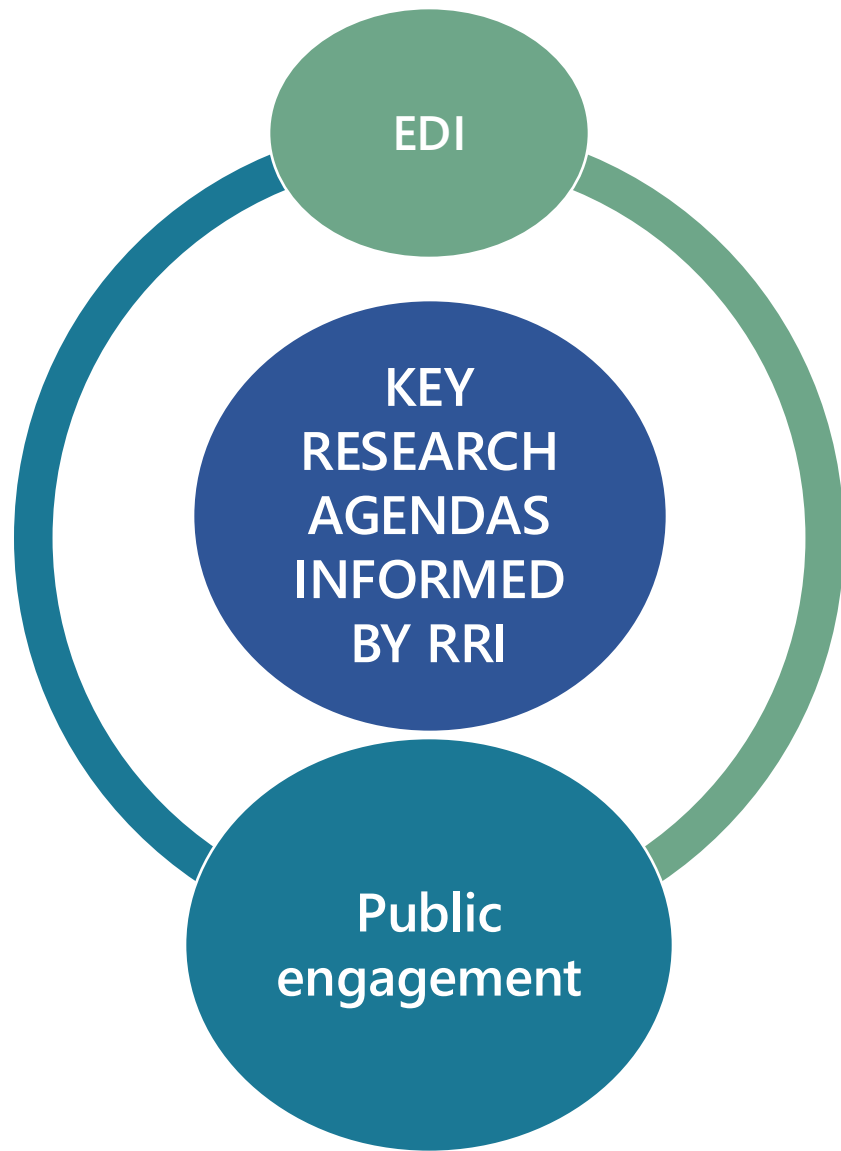 EDI
KEY
RESEARCH
AGENDAS
INFORMED
BY RRI
Public
engagement